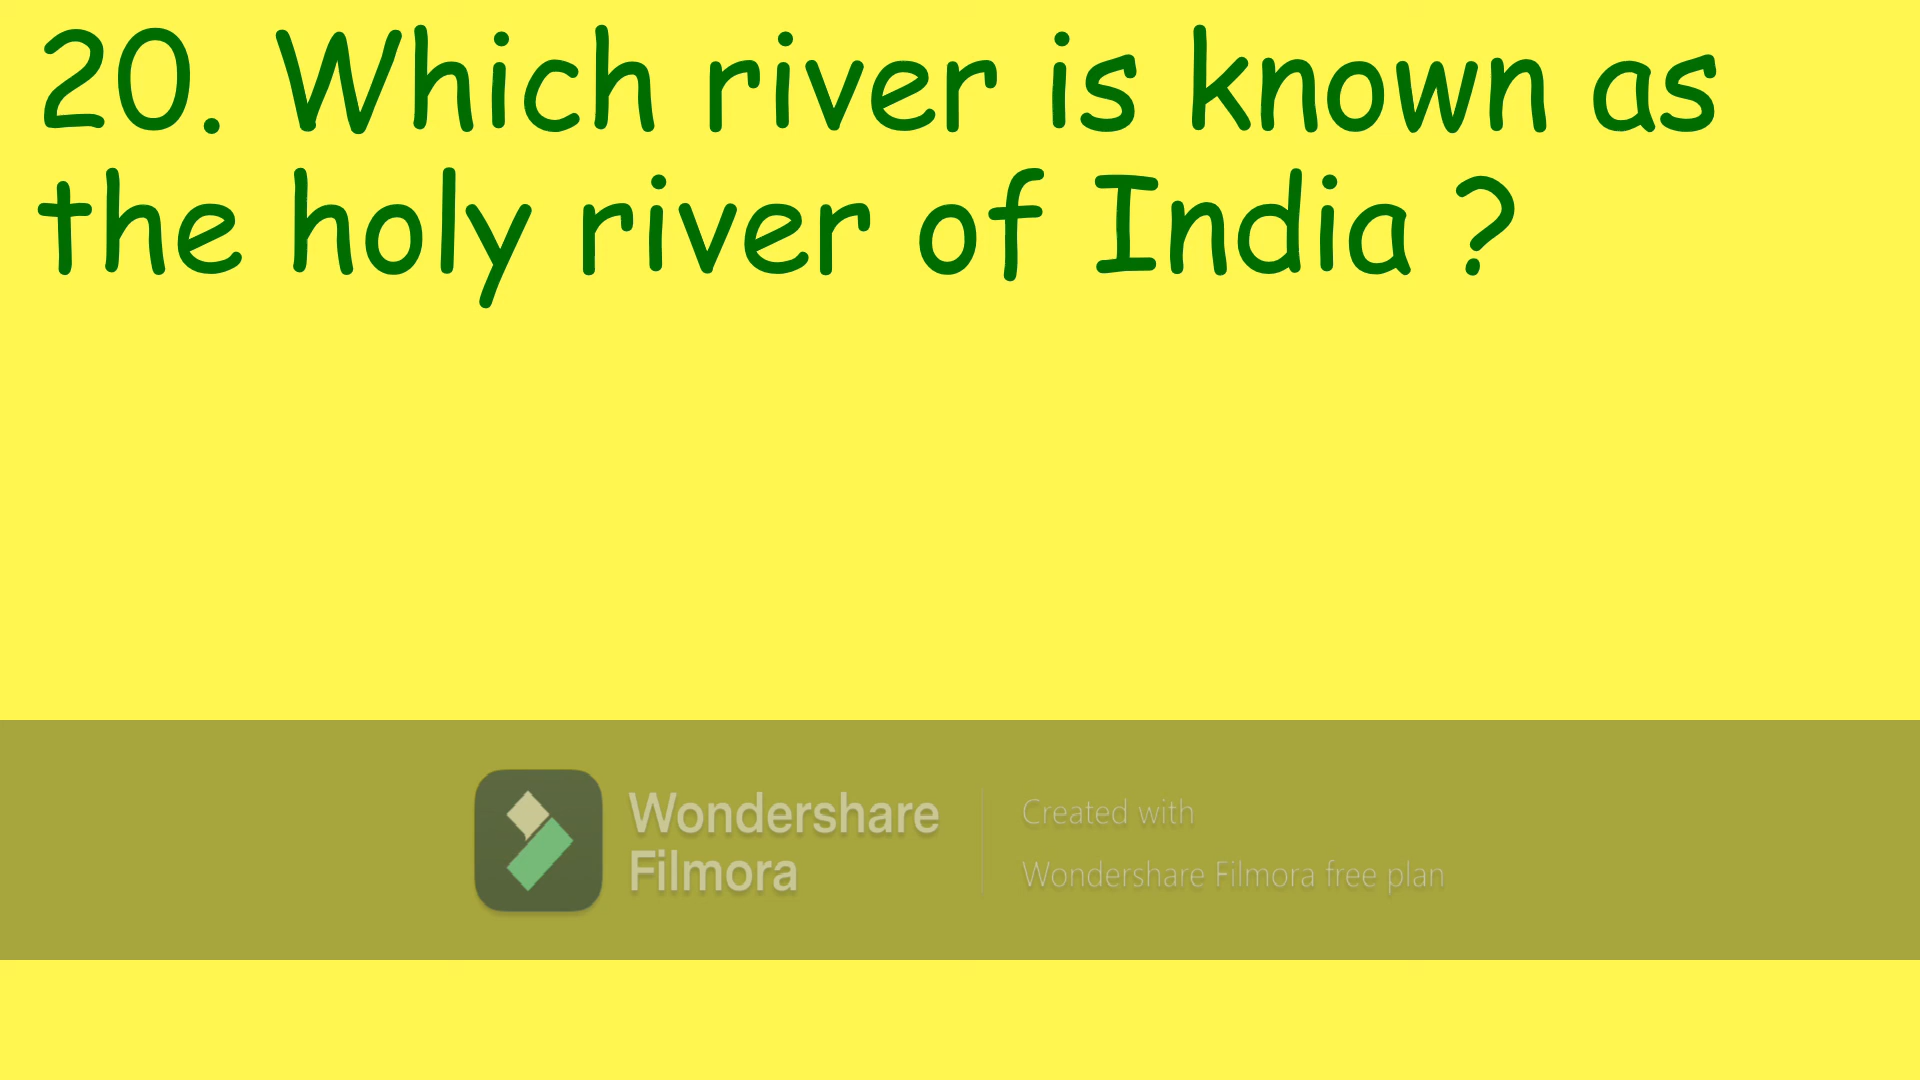 20. Which river is known as
the holy river of India ?
Wondershare
Filmora
Created with
Wondershare Filmora free plan